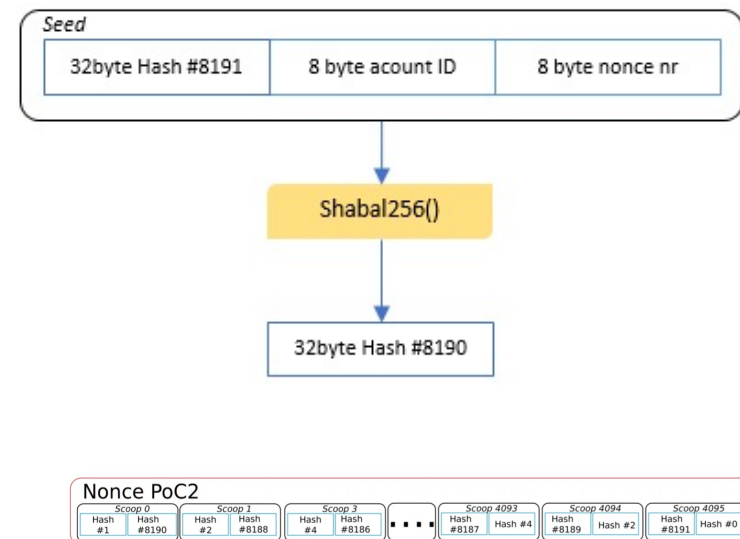 Seed
32byte Hash #8191 8 byte acount ID 8 byte nonce nr
Shabal256()
32byte Hash #8190
Nonce PoC2
Scoop 0 Scoop 1 Scoop 3 Scoop 4093 Scoop 4094 Scoop 4095
Hash #1 Hash #8190 Hash #2 Hash #8188 Hash #4 Hash #8186 .... Hash #8187 Hash #4 Hash #8189 Hash #2 Hash #8191 Hash #0